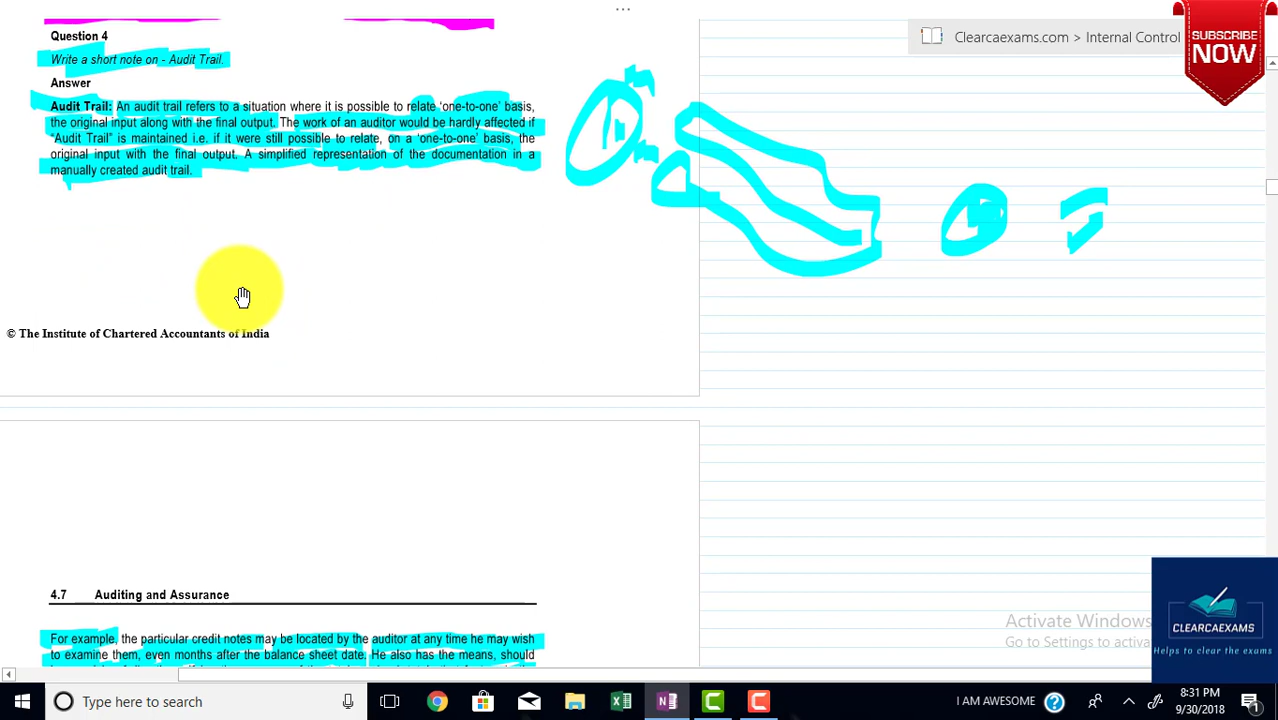 Question 4
Write a short note on - Audit Trail.
Answer
Audit Trail: An audit trail refers to a situation where it is possible to relate ‘one-to-one’ basis,
the original input along with the final output. The work of an auditor would be hardly affected if
“Audit Trail” is maintained i.e. if it were still possible to relate, on a ‘one-to-one’ basis, the
original input with the final output. A simplified representation of the documentation in a
manually created audit trail.
© The Institute of Chartered Accountants of India
4.7 Auditing and Assurance
For example, the particular credit notes may be located by the auditor at any time he may wish
to examine them, even months after the balance sheet date. He also has the means, should
Clearcaexams.com > Internal Control
SUBSCRIBE
NOW
Activate Windows
Go to Settings to activa
CLEARCAEXAMS
Helps to clear the exams
Type here to search
I AM AWESOME
8:31 PM
9/30/2018